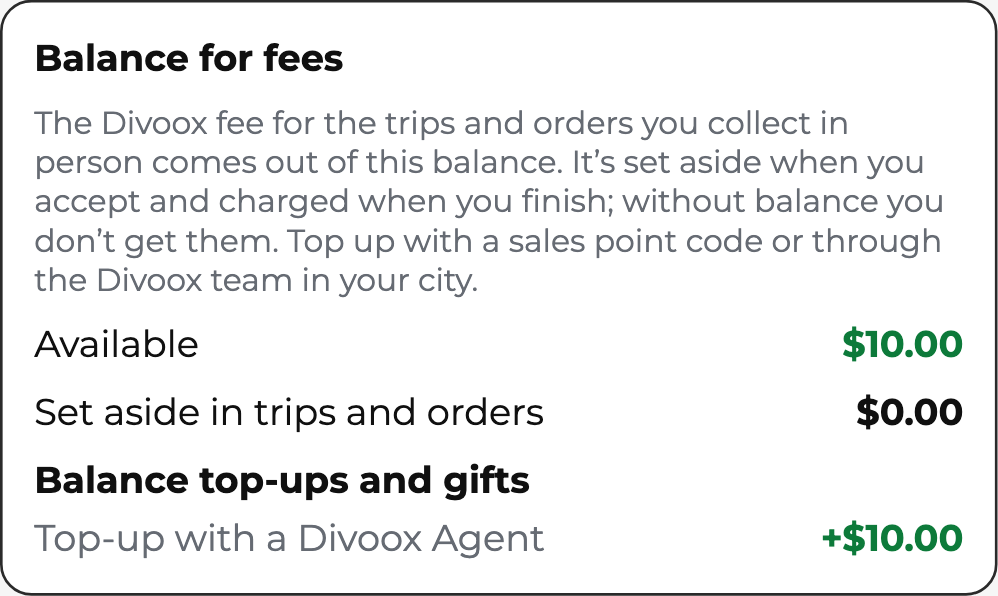 Balance for fees
The Divoox fee for the trips and orders you collect in
person comes out of this balance. It’s set aside when you
accept and charged when you finish; without balance you
don’t get them. Top up with a sales point code or through
the Divoox team in your city.
Available $10.00
Set aside in trips and orders $0.00
Balance top-ups and gifts
Top-up with a Divoox Agent +$10.00